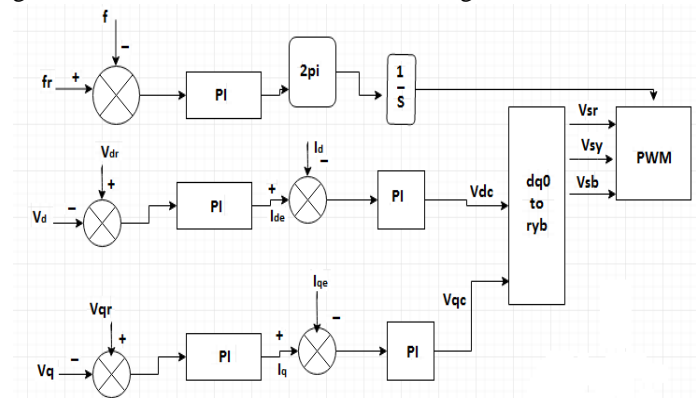 f
−
fr +
PI
2pi
1
S
Vsr
Vsy
Vsb
PWM
Vdr
+
Vd −
PI
+
Ide
Id
−
PI
Vdc
dq0
to
ryb
Vqr
+
Vq −
PI
+
Iq
Iqe
−
PI
Vqc